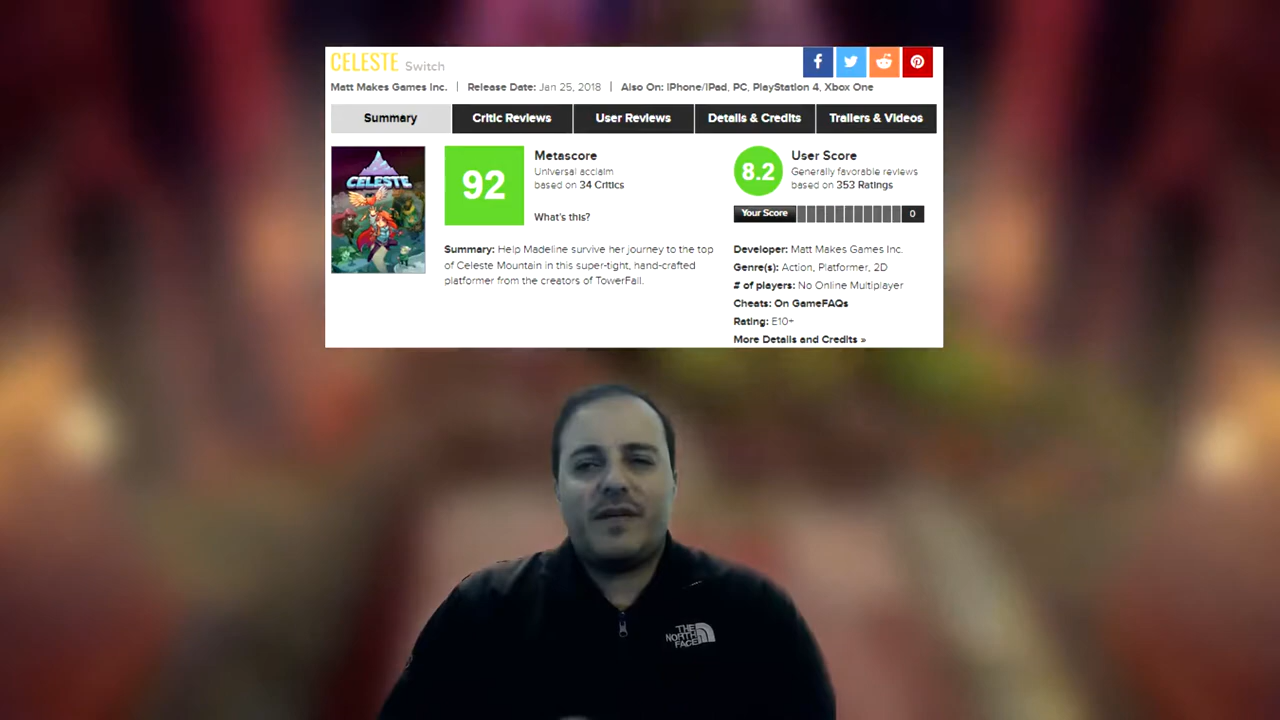 CELESTE Switch
Matt Makes Games Inc. | Release Date: Jan 25, 2018 | Also On: iPhone/iPad, PC, PlayStation 4, Xbox One
Summary Critic Reviews User Reviews Details & Credits Trailers & Videos
CELESTE
92
Metascore
Universal acclaim
based on 34 Critics
What's this?
Summary: Help Madeline survive her journey to the top
of Celeste Mountain in this super-tight, hand-crafted
platformer from the creators of TowerFall.
8.2
User Score
Generally favorable reviews
based on 353 Ratings
Your Score 0
Developer: Matt Makes Games Inc.
Genre(s): Action, Platformer, 2D
# of players: No Online Multiplayer
Cheats: On GameFAQs
Rating: E10+
More Details and Credits »
THE
NORTH
FACE